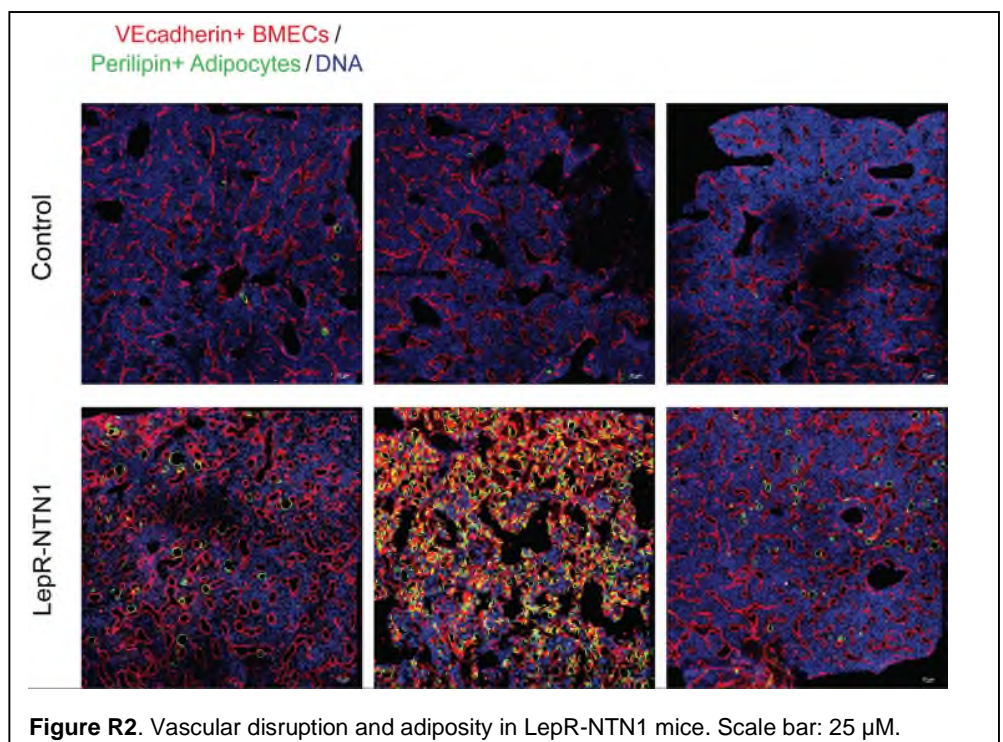 VEcadherin+ BMECs /
Perilipin+ Adipocytes / DNA
Control
LepR-NTN1
Figure R2. Vascular disruption and adiposity in LepR-NTN1 mice. Scale bar: 25 µM.